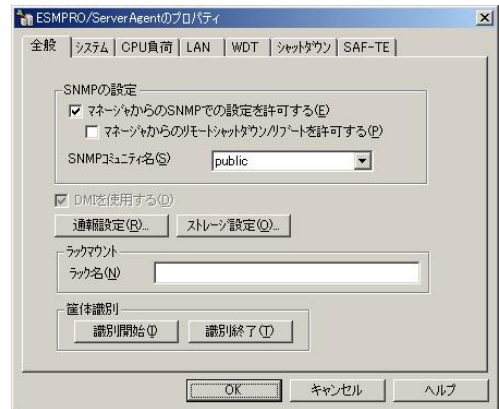 ESMPRO/ServerAgentのプロパティ
全般 システム CPU負荷 LAN WDT シャットダウン SAF-TE
SNMPの設定
マネージャからのSNMPでの設定を許可する(E)
マネージャからのリモートシャットダウン/リブートを許可する(P)
SNMPコミュニティ名(S) public
DMIを使用する(D)
通報設定(R)... ストレージ設定(O)...
ラックマウント
ラック名(N)
筐体識別
識別開始(I) 識別終了(T)
OK キャンセル ヘルプ